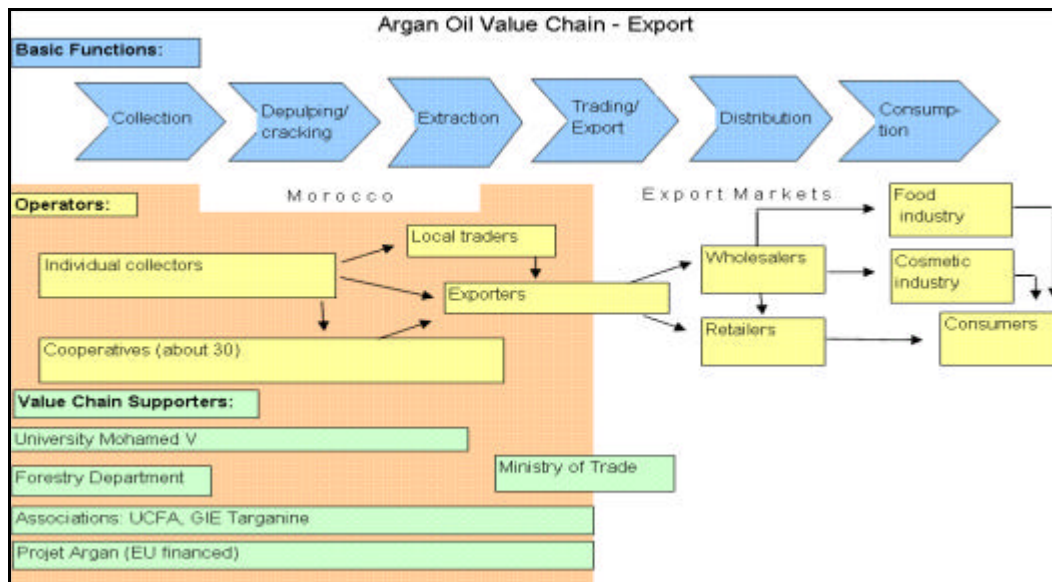 Argan Oil Value Chain - Export
Basic Functions:
Collection
Depulping/
cracking
Extraction
Trading/
Export
Distribution
Consump-
tion
Morocco
Export Markets
Operators:
Individual collectors
Local traders
Exporters
Cooperatives (about 30)
Wholesalers
Retailers
Food
industry
Cosmetic
industry
Consumers
Value Chain Supporters:
University Mohamed V
Forestry Department
Ministry of Trade
Associations: UCFA, GIE Targanine
Projet Argan (EU financed)